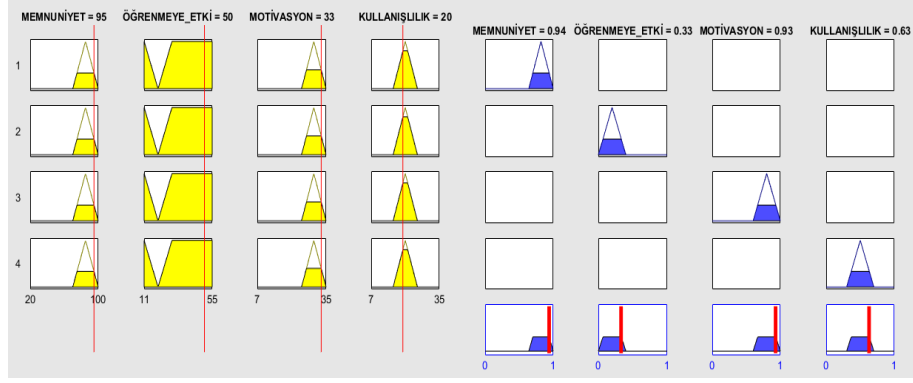 MEMNUNİYET = 95 ÖĞRENMEYE_ETKİ = 50 MOTİVASYON = 33 KULLANIŞLILIK = 20
MEMNUNİYET = 0.94 ÖĞRENMEYE_ETKİ = 0.33 MOTİVASYON = 0.93 KULLANIŞLILIK = 0.63
1
2
3
4
20 100 11 55 7 35 7 35
0 1 0 1 0 1 0 1